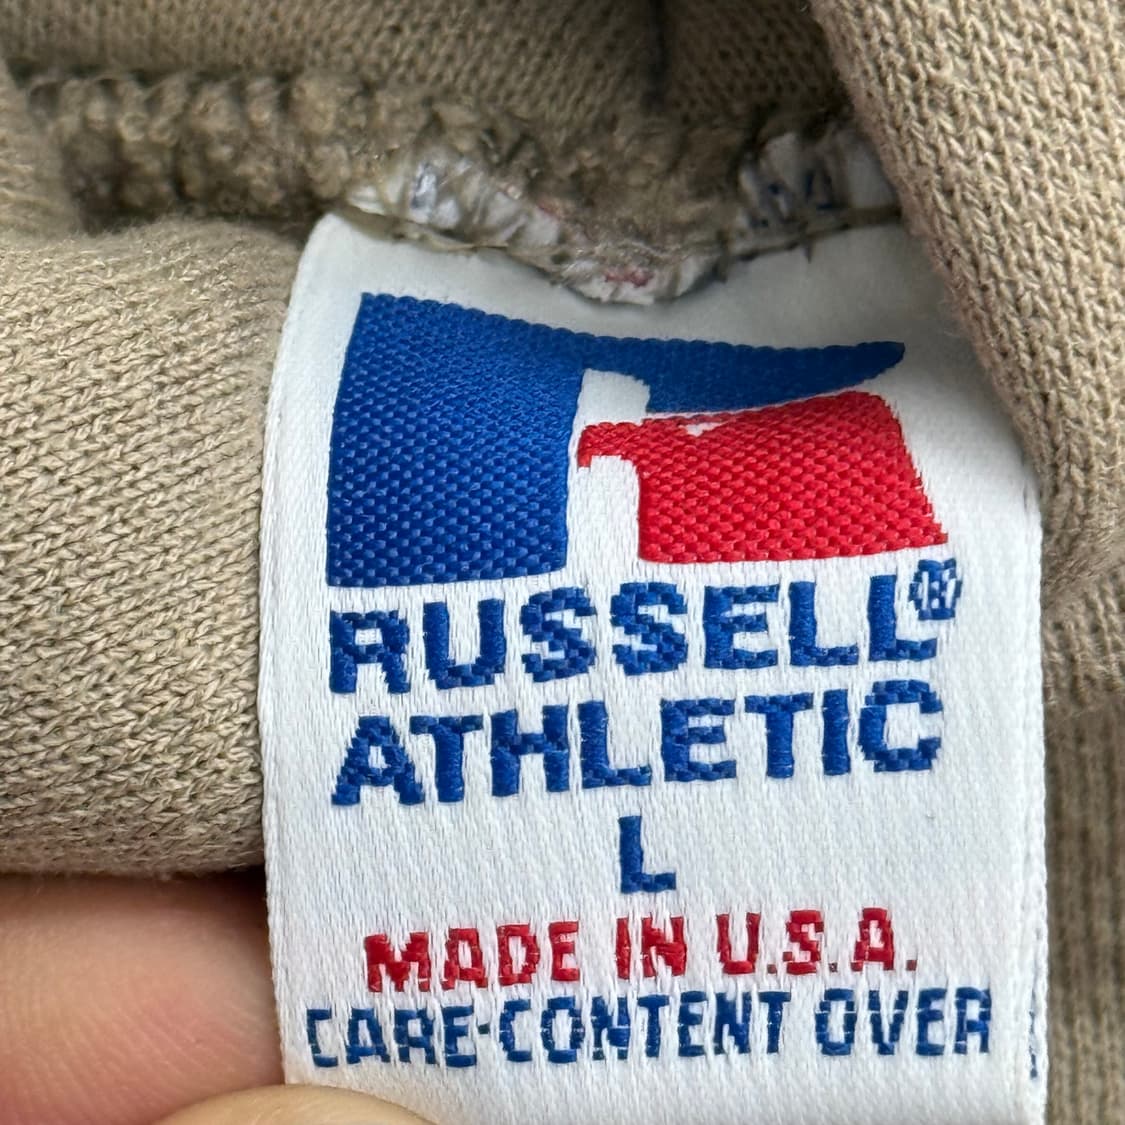 RUSSELL®
ATHLETIC
L
MADE IN U.S.A.
CARE-CONTENT OVER